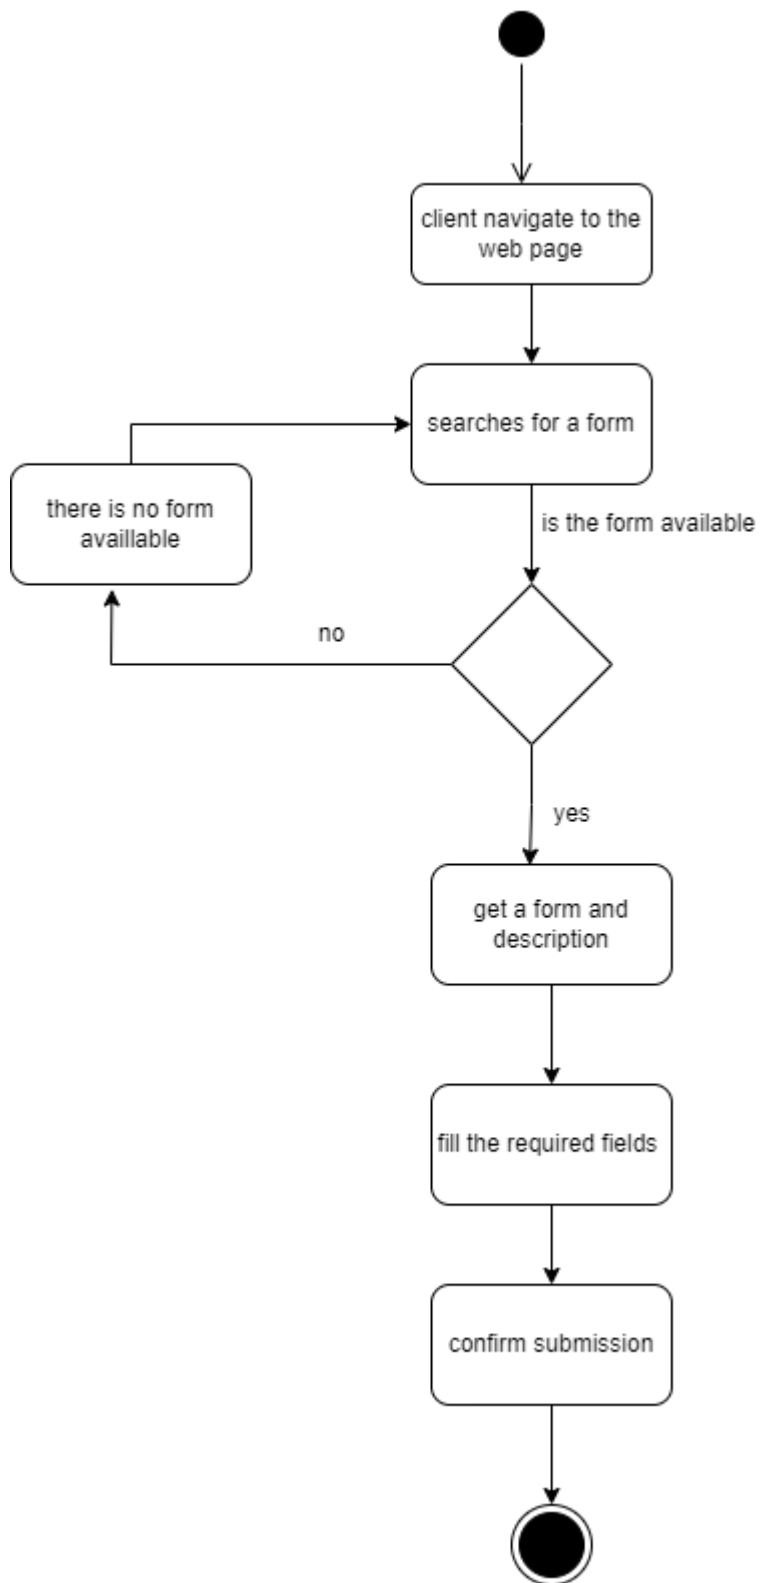 client navigate to the
web page
searches for a form
there is no form
availlable
is the form available
no
yes
get a form and
description
fill the required fields
confirm submission